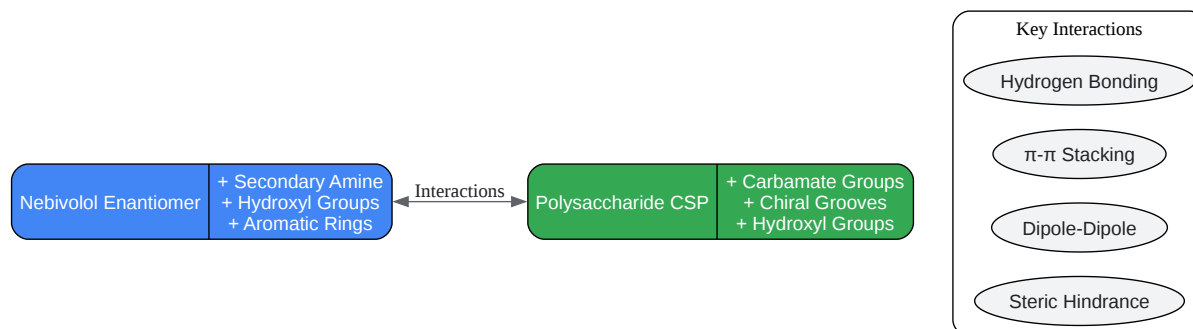 Nebivolol Enantiomer
+ Secondary Amine
+ Hydroxyl Groups
+ Aromatic Rings
Interactions
Polysaccharide CSP
+ Carbamate Groups
+ Chiral Grooves
+ Hydroxyl Groups
Key Interactions
Hydrogen Bonding
π-π Stacking
Dipole-Dipole
Steric Hindrance